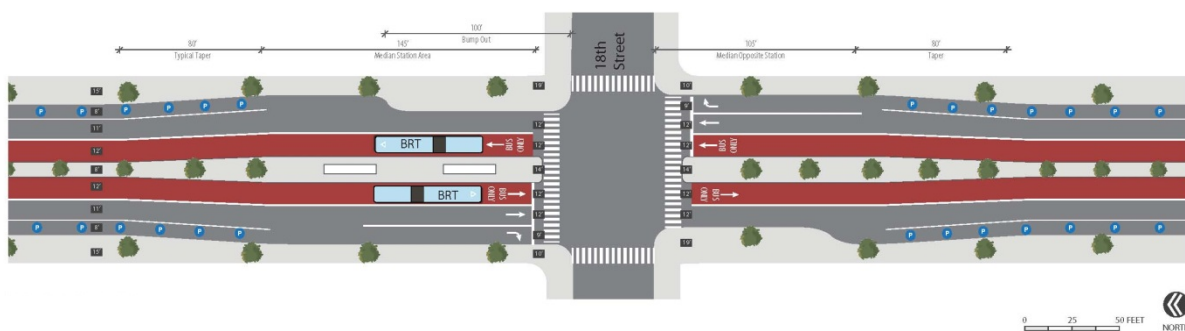 100'
Bump Out
80'
Typical Taper
145'
Median Station Area
18th
Street
105'
Median Opposite Station
80'
Taper
15'
8'
11'
12'
8'
12'
11'
8'
15'
P
P
P
P
P
P
P
P
P
P
P
P
BRT
BUS
ONLY
BRT
BUS
ONLY
19'
12'
12'
14'
12'
12'
9'
10'
10'
9'
12'
12'
14'
12'
12'
19'
BUS
ONLY
BUS
ONLY
P
P
P
P
P
P
P
P
P
P
P
P
P
P
0
25
50 FEET
NORTH